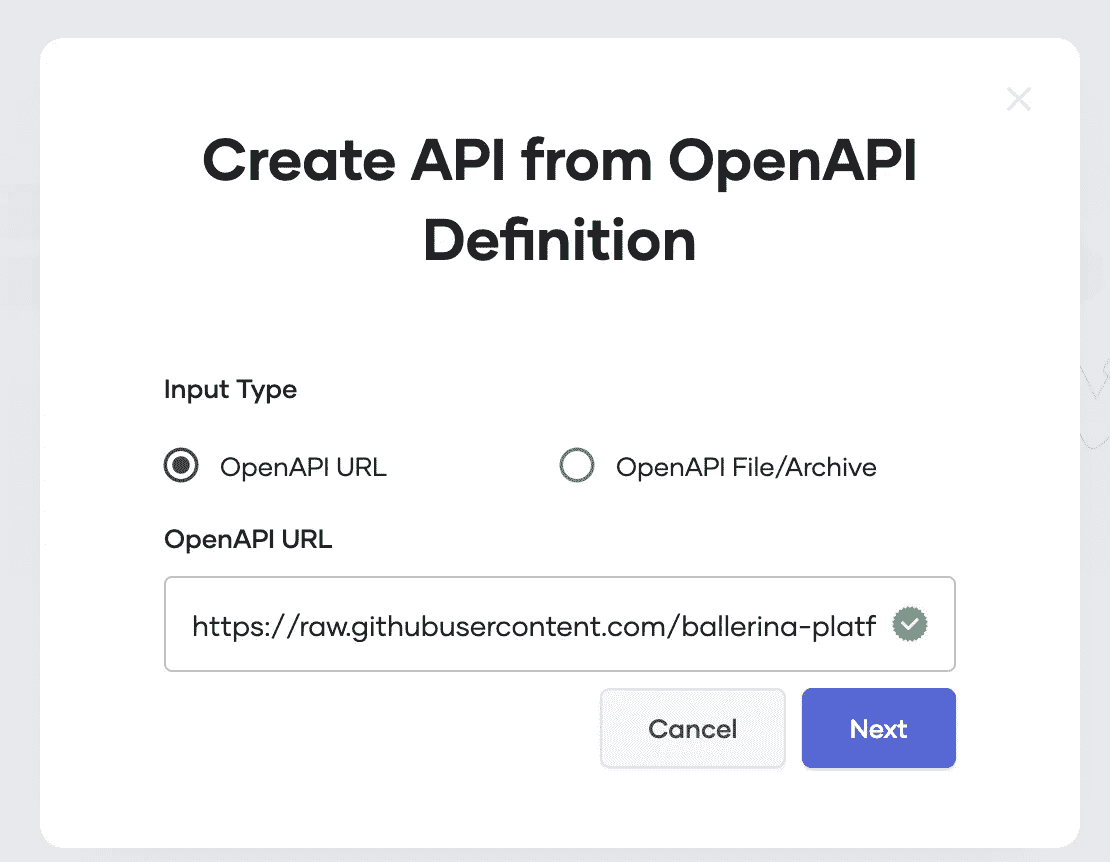 Create API from OpenAPI
Definition
Input Type
OpenAPI URL
OpenAPI File/Archive
OpenAPI URL
https://raw.githubusercontent.com/ballerina-platf
Cancel
Next